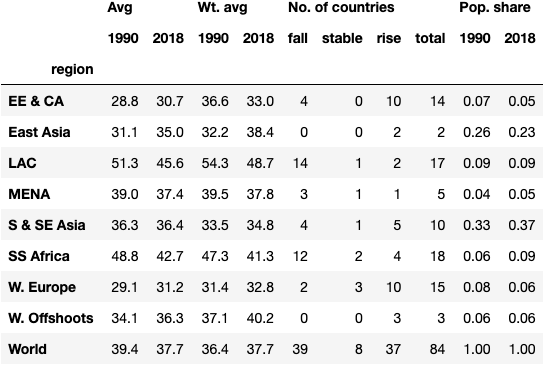 Avg Wt. avg No. of countries Pop. share
1990 2018 1990 2018 fall stable rise total 1990 2018
region
EE & CA 28.8 30.7 36.6 33.0 4 0 10 14 0.07 0.05
East Asia 31.1 35.0 32.2 38.4 0 0 2 2 0.26 0.23
LAC 51.3 45.6 54.3 48.7 14 1 2 17 0.09 0.09
MENA 39.0 37.4 39.5 37.8 3 1 1 5 0.04 0.05
S & SE Asia 36.3 36.4 33.5 34.8 4 1 5 10 0.33 0.37
SS Africa 48.8 42.7 47.3 41.3 12 2 4 18 0.06 0.09
W. Europe 29.1 31.2 31.4 32.8 2 3 10 15 0.08 0.06
W. Offshoots 34.1 36.3 37.1 40.2 0 0 3 3 0.06 0.06
World 39.4 37.7 36.4 37.7 39 8 37 84 1.00 1.00